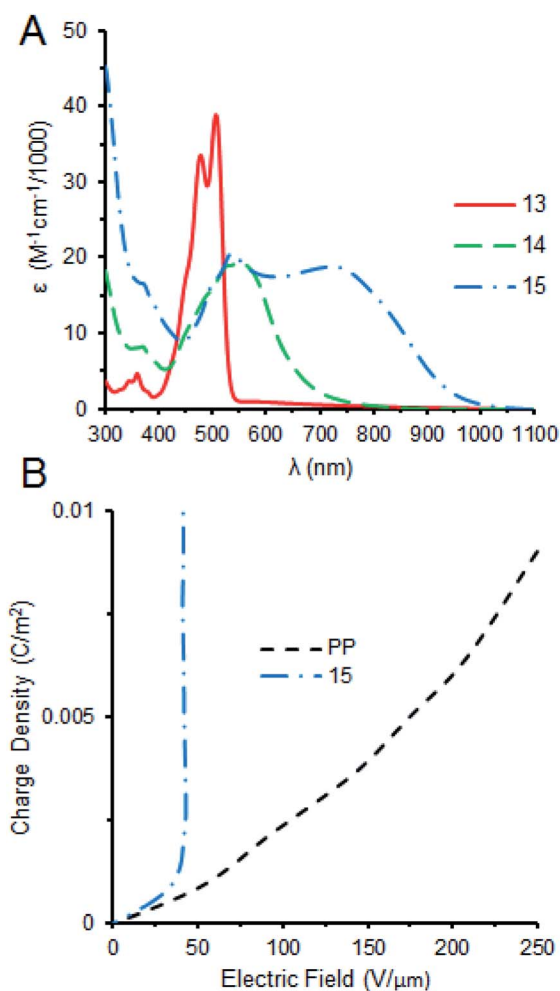 A
50
40
30
20
10
0
ε (M⁻¹cm⁻¹/1000)
13
14
15
300 400 500 600 700 800 900 1000 1100
λ (nm)
B
0.01
0.005
0
Charge Density (C/m²)
PP
15
0 50 100 150 200 250
Electric Field (V/μm)